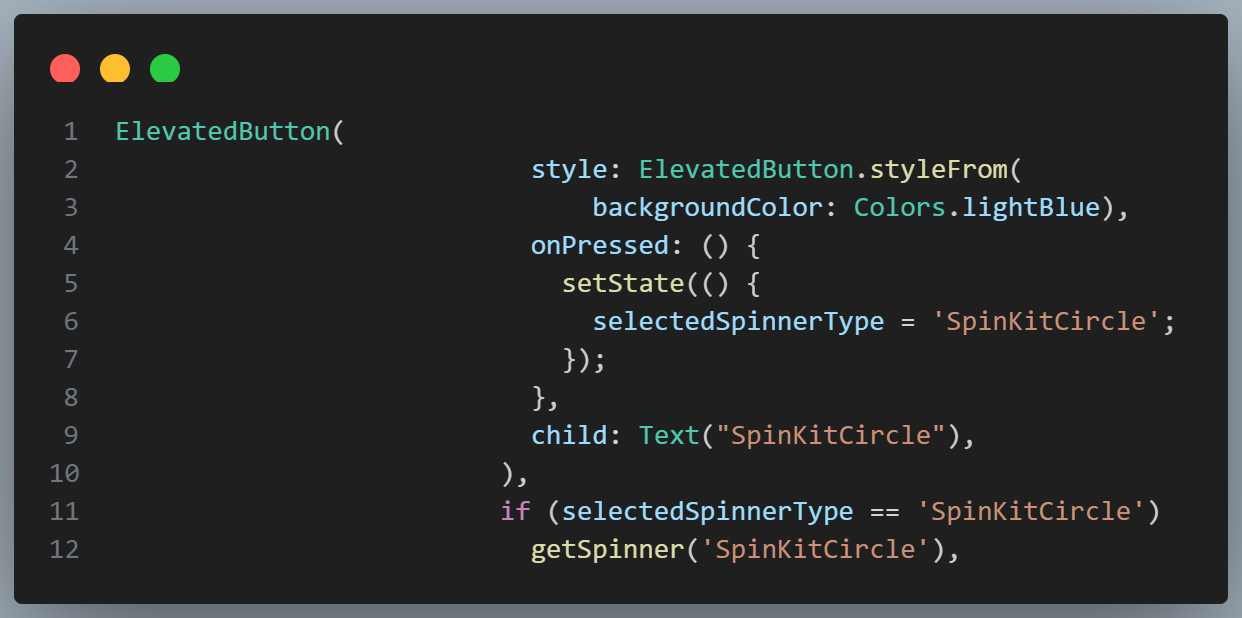 1 ElevatedButton(
2 style: ElevatedButton.styleFrom(
3 backgroundColor: Colors.lightBlue),
4 onPressed: () {
5 setState(() {
6 selectedSpinnerType = 'SpinKitCircle';
7 });
8 },
9 child: Text("SpinKitCircle"),
10 ),
11 if (selectedSpinnerType == 'SpinKitCircle')
12 getSpinner('SpinKitCircle'),